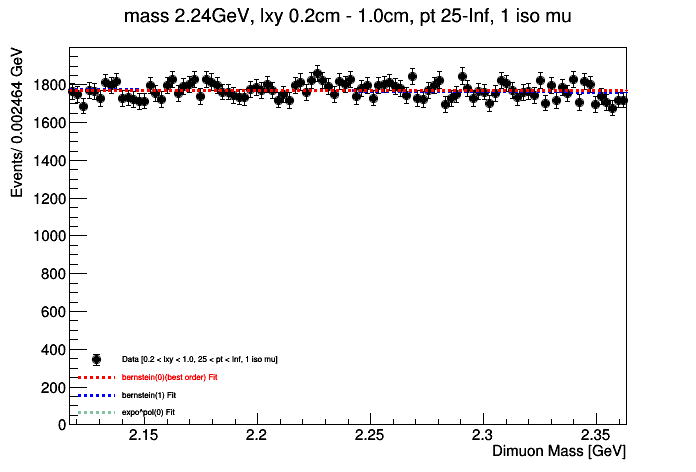 mass 2.24GeV, lxy 0.2cm - 1.0cm, pt 25-Inf, 1 iso mu
Events/ 0.002464 GeV
1800
1600
1400
1200
1000
800
600
400
200
0
Data [0.2 < lxy < 1.0, 25 < pt < Inf, 1 iso mu]
bernstein(0)(best order) Fit
bernstein(1) Fit
expo*pol(0) Fit
2.15 2.2 2.25 2.3 2.35
Dimuon Mass [GeV]